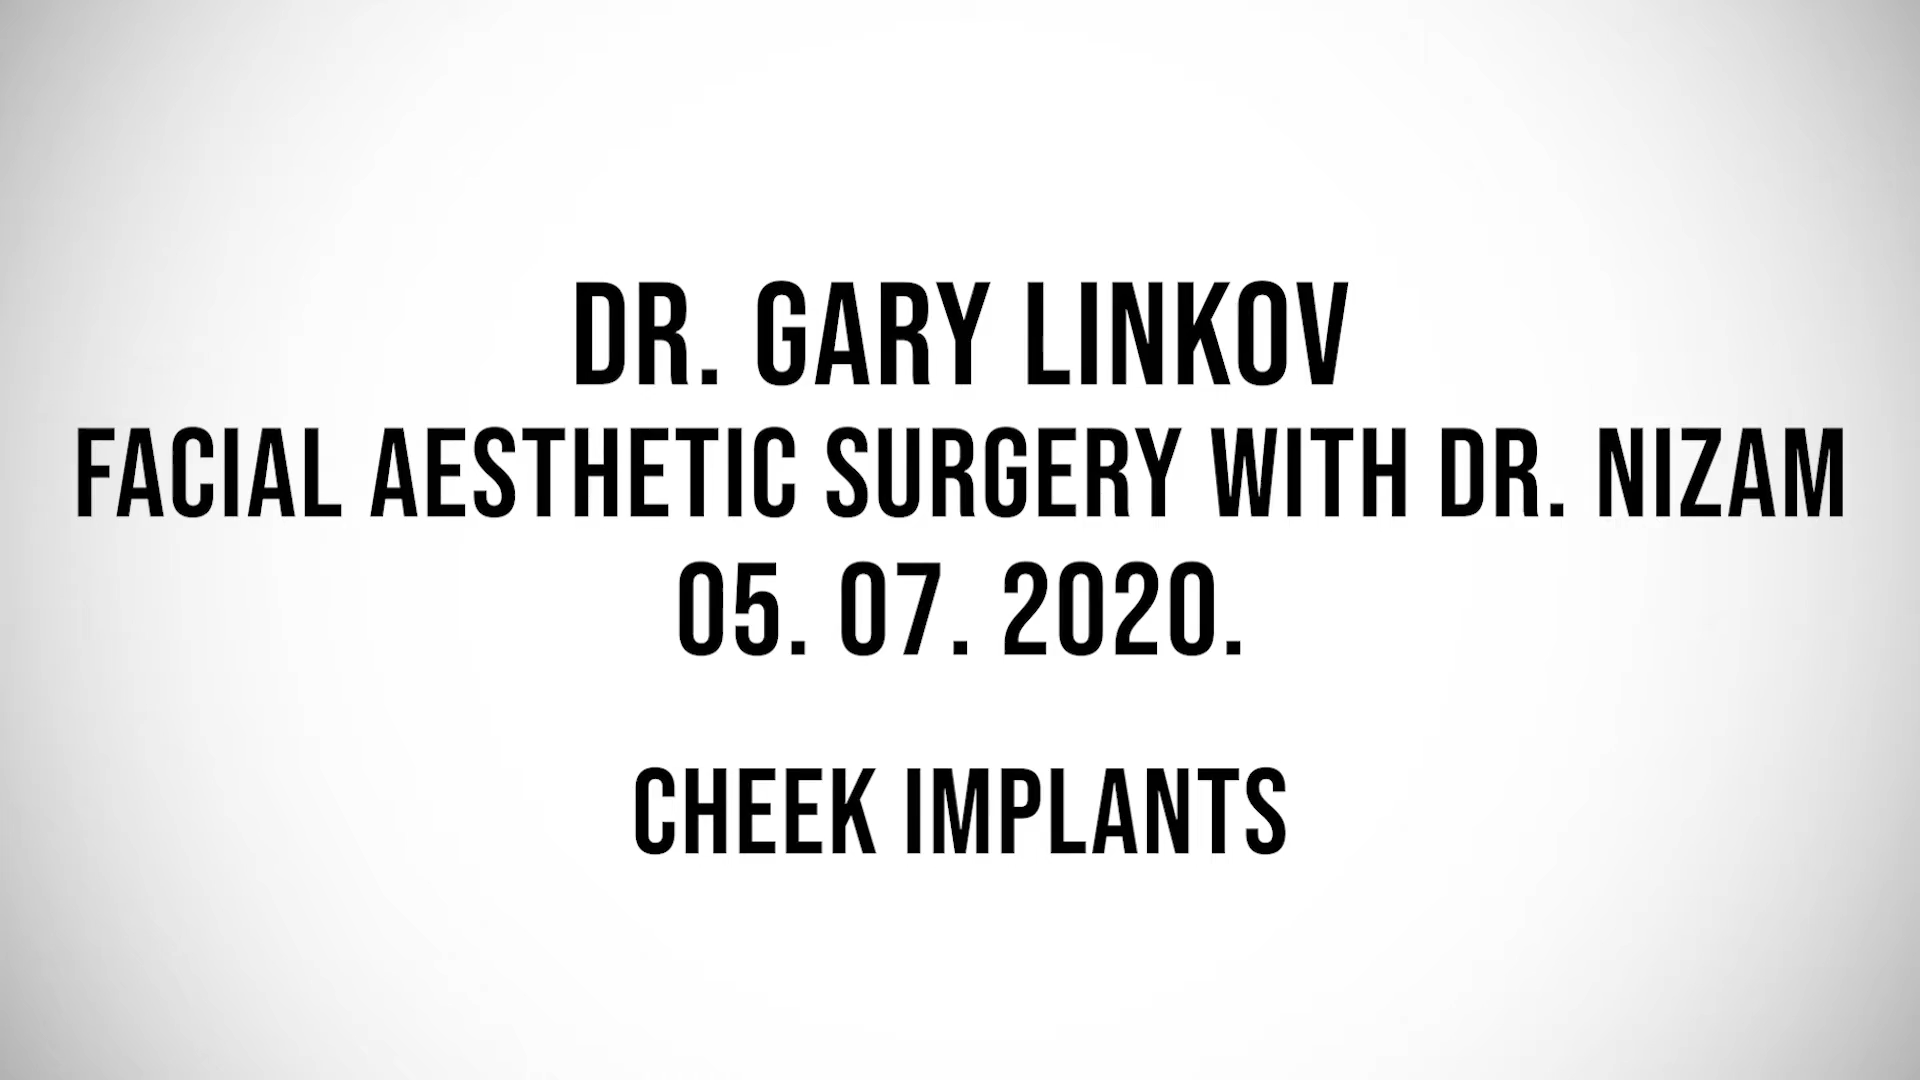 DR. GARY LINKOV
FACIAL AESTHETIC SURGERY WITH DR. NIZAM
05. 07. 2020.
CHEEK IMPLANTS